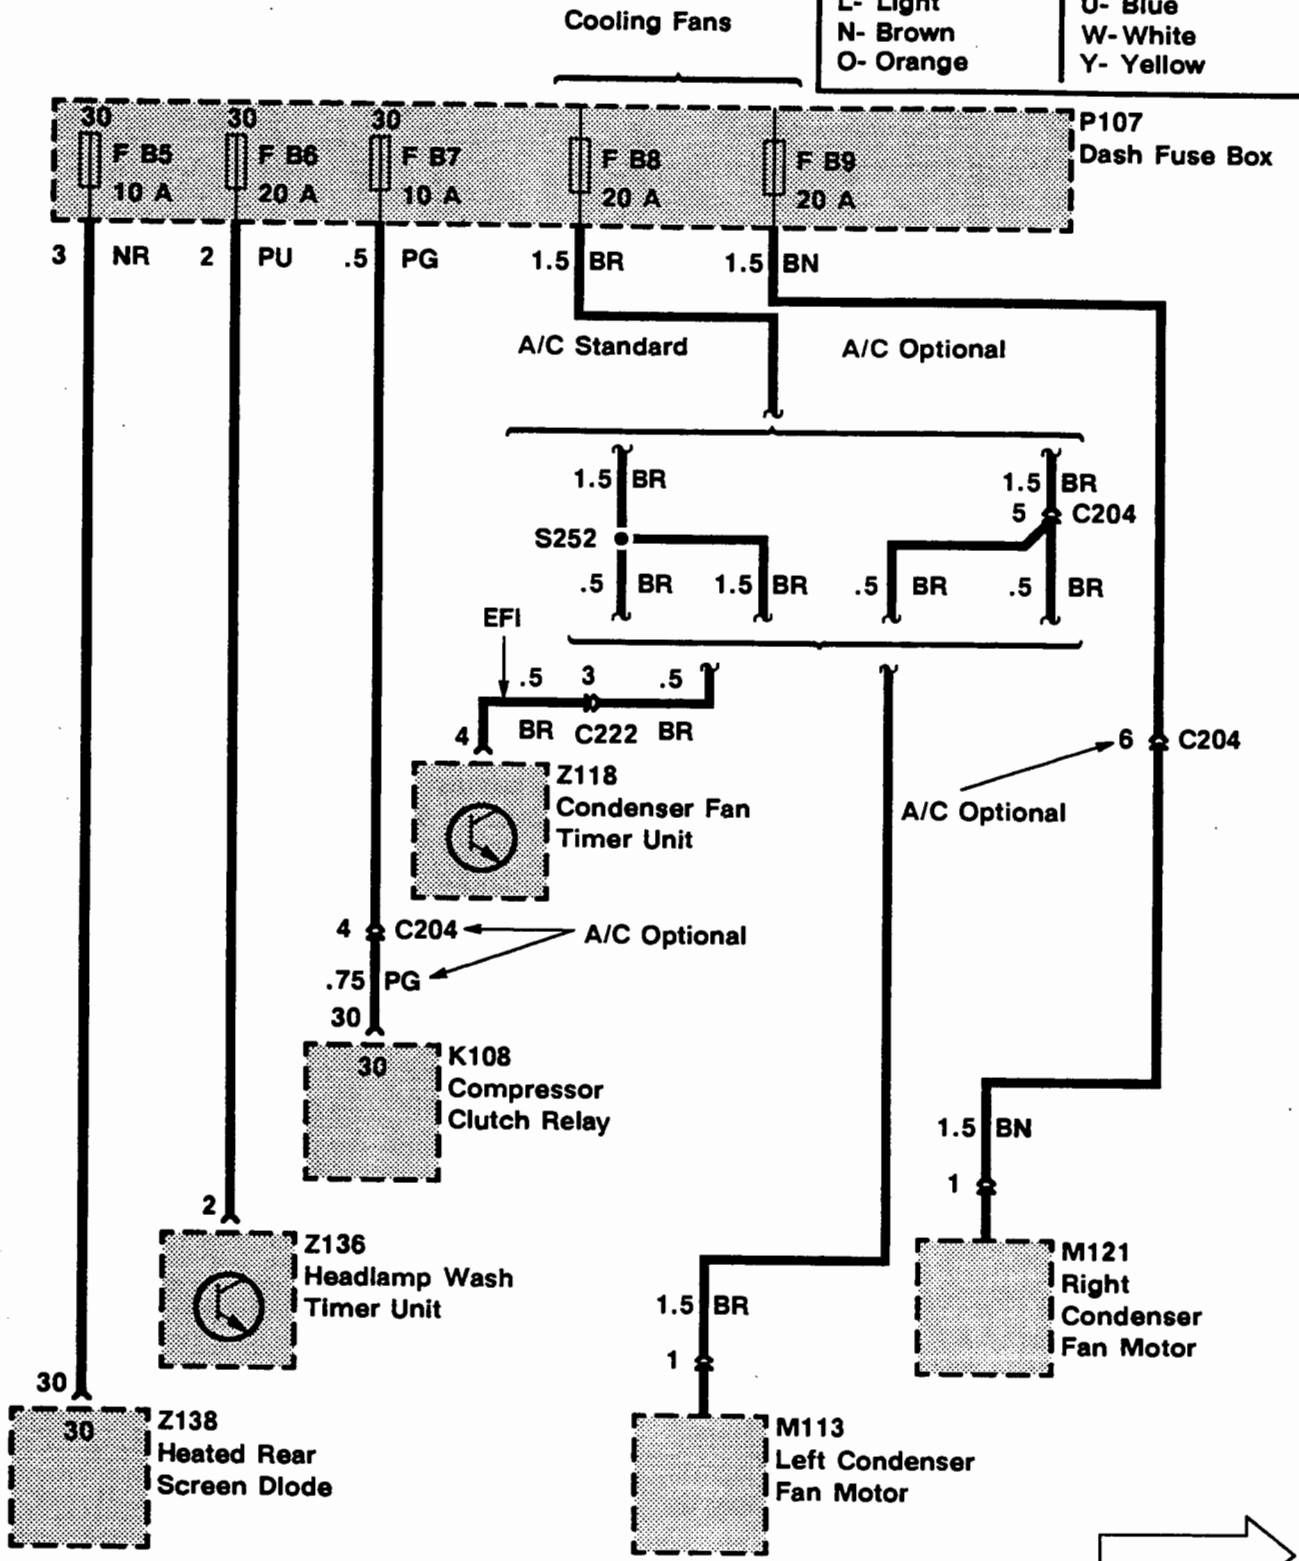 Cooling Fans
L- Light
N- Brown
O- Orange
U- Blue
W- White
Y- Yellow
30
30
30
F B5
10 A
F B6
20 A
F B7
10 A
F B8
20 A
F B9
20 A
P107
Dash Fuse Box
3 NR
2 PU
.5 PG
1.5 BR
1.5 BN
A/C Standard
A/C Optional
1.5 BR
1.5 BR
5 C204
S252
.5 BR
1.5 BR
.5 BR
.5 BR
EFI
.5 3 .5
BR C222 BR
4
6 C204
Z118
Condenser Fan
Timer Unit
A/C Optional
4 C204
A/C Optional
.75 PG
30
30
K108
Compressor
Clutch Relay
1.5 BN
1
2
Z136
Headlamp Wash
Timer Unit
M121
Right
Condenser
Fan Motor
1.5 BR
1
30
30
Z138
Heated Rear
Screen DIode
M113
Left Condenser
Fan Motor